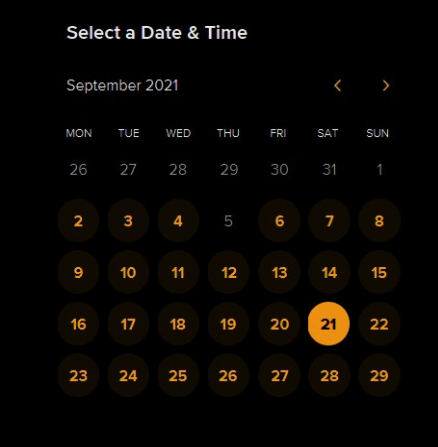 Select a Date & Time
September 2021
MON TUE WED THU FRI SAT SUN
26 27 28 29 30 31 1
2 3 4 5 6 7 8
9 10 11 12 13 14 15
16 17 18 19 20 21 22
23 24 25 26 27 28 29